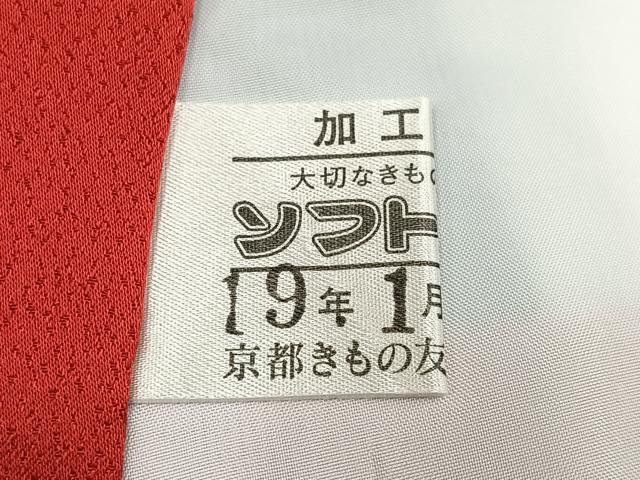 加工
大切なきもの
ソフト
19年1月
京都きもの友